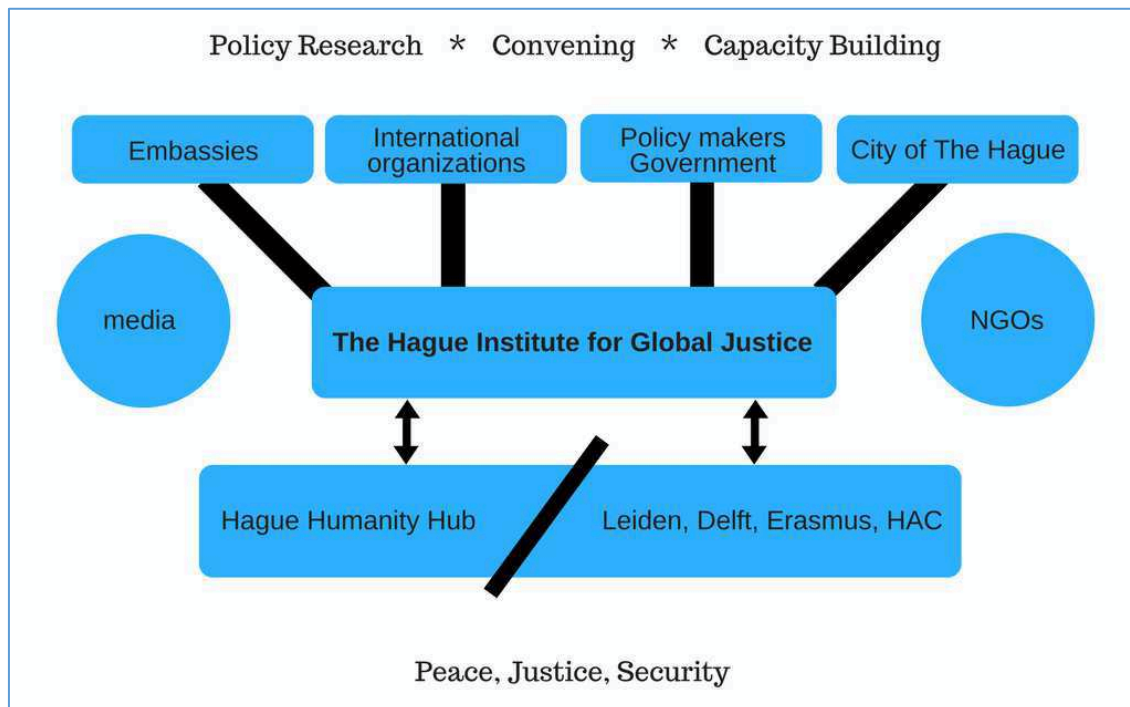 Policy Research * Convening * Capacity Building
Embassies
International
organizations
Policy makers
Government
City of The Hague
media
The Hague Institute for Global Justice
NGOs
Hague Humanity Hub
Leiden, Delft, Erasmus, HAC
Peace, Justice, Security